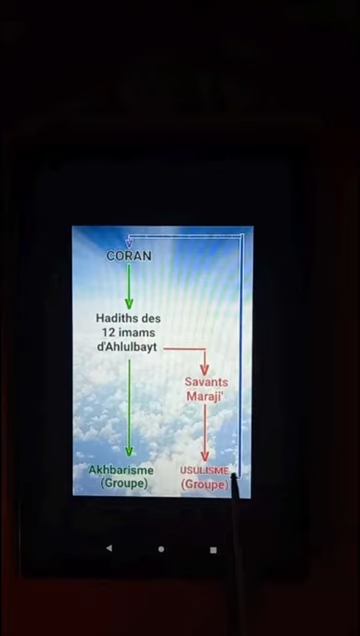 CORAN
Hadiths des
12 imams
d'Ahlulbayt
Savants
Maraji'
Akhbarisme
(Groupe)
USULISME
(Groupe)